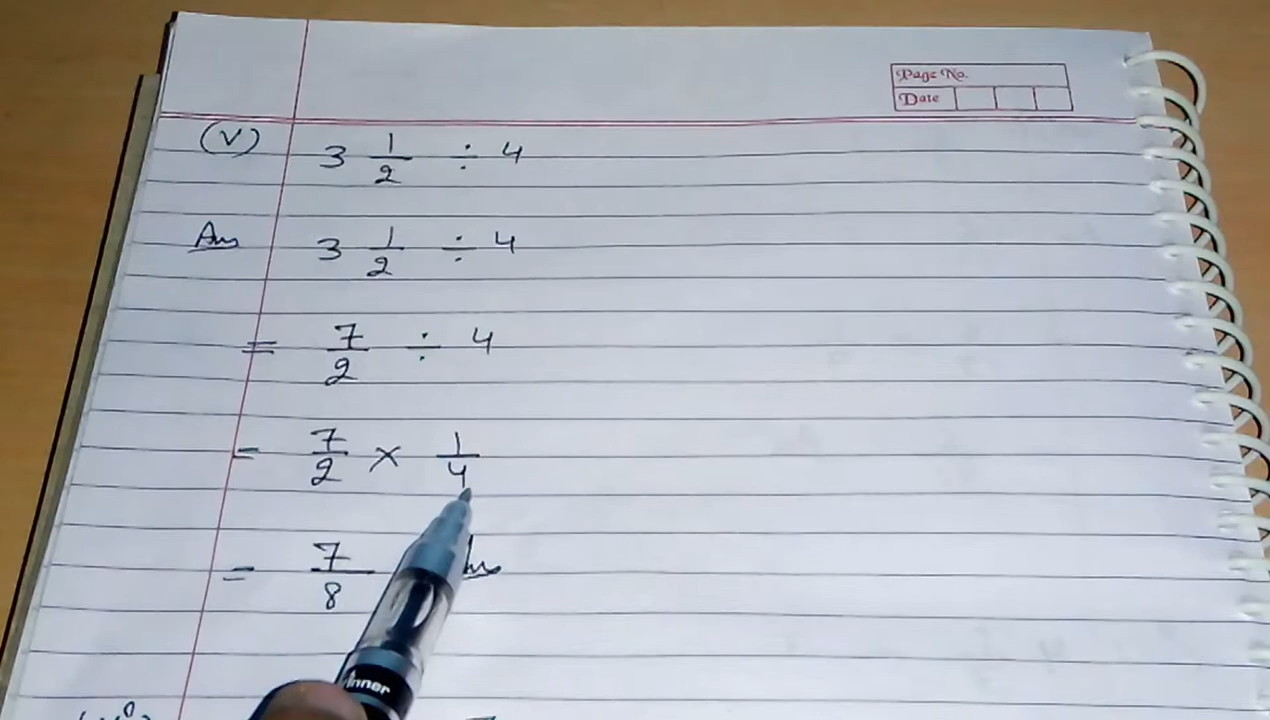 Page No.
Date
(V) 3 1/2 ÷ 4
Ans 3 1/2 ÷ 4
= 7/2 ÷ 4
= 7/2 × 1/4
= 7/8
nner